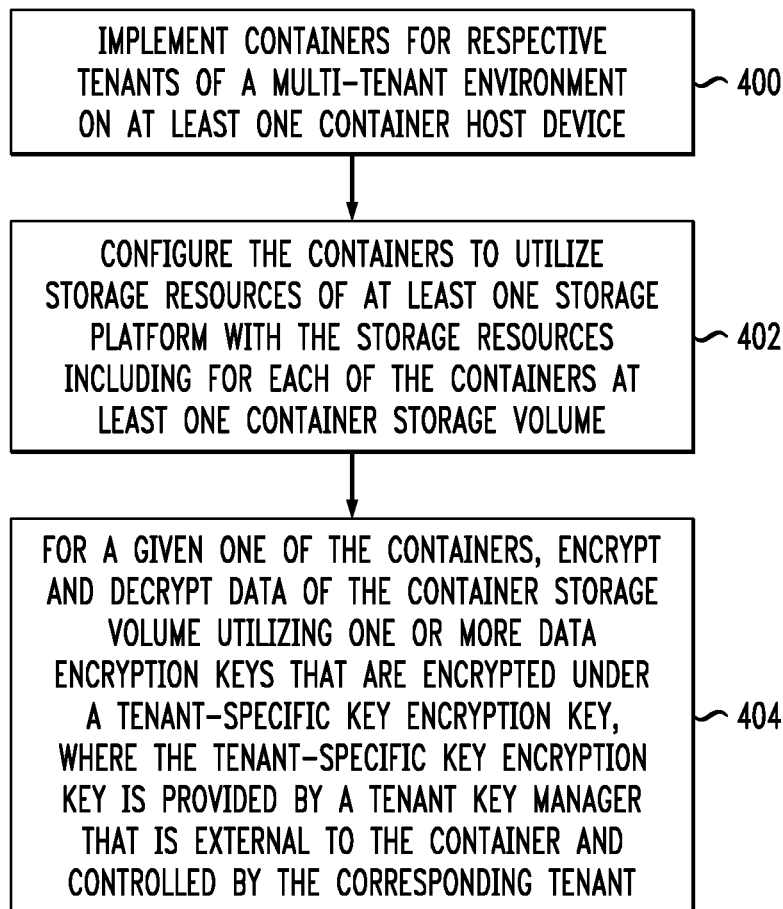 IMPLEMENT CONTAINERS FOR RESPECTIVE
TENANTS OF A MULTI-TENANT ENVIRONMENT
ON AT LEAST ONE CONTAINER HOST DEVICE
400
CONFIGURE THE CONTAINERS TO UTILIZE
STORAGE RESOURCES OF AT LEAST ONE STORAGE
PLATFORM WITH THE STORAGE RESOURCES
INCLUDING FOR EACH OF THE CONTAINERS AT
LEAST ONE CONTAINER STORAGE VOLUME
402
FOR A GIVEN ONE OF THE CONTAINERS, ENCRYPT
AND DECRYPT DATA OF THE CONTAINER STORAGE
VOLUME UTILIZING ONE OR MORE DATA
ENCRYPTION KEYS THAT ARE ENCRYPTED UNDER
A TENANT-SPECIFIC KEY ENCRYPTION KEY,
WHERE THE TENANT-SPECIFIC KEY ENCRYPTION
KEY IS PROVIDED BY A TENANT KEY MANAGER
THAT IS EXTERNAL TO THE CONTAINER AND
CONTROLLED BY THE CORRESPONDING TENANT
404